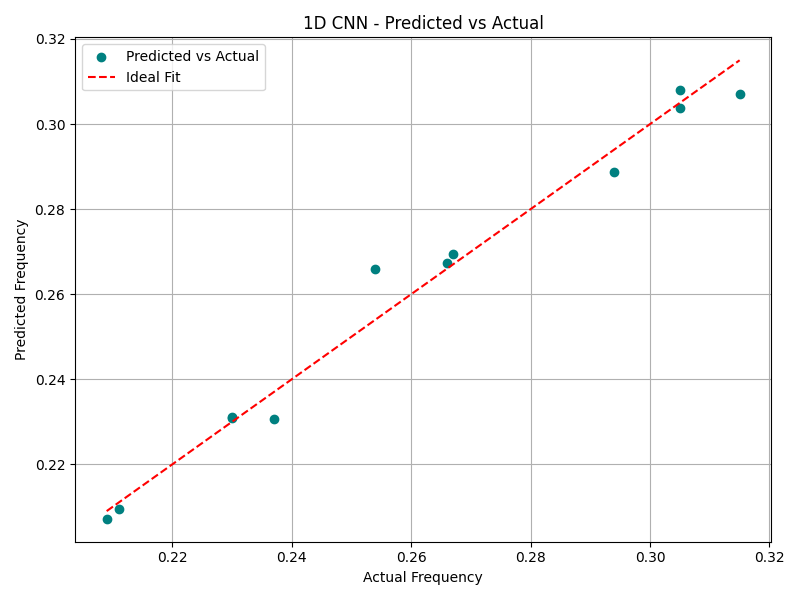 1D CNN - Predicted vs Actual
Predicted vs Actual
Ideal Fit
Predicted Frequency
0.32
0.30
0.28
0.26
0.24
0.22
0.22
0.24
0.26
0.28
0.30
0.32
Actual Frequency